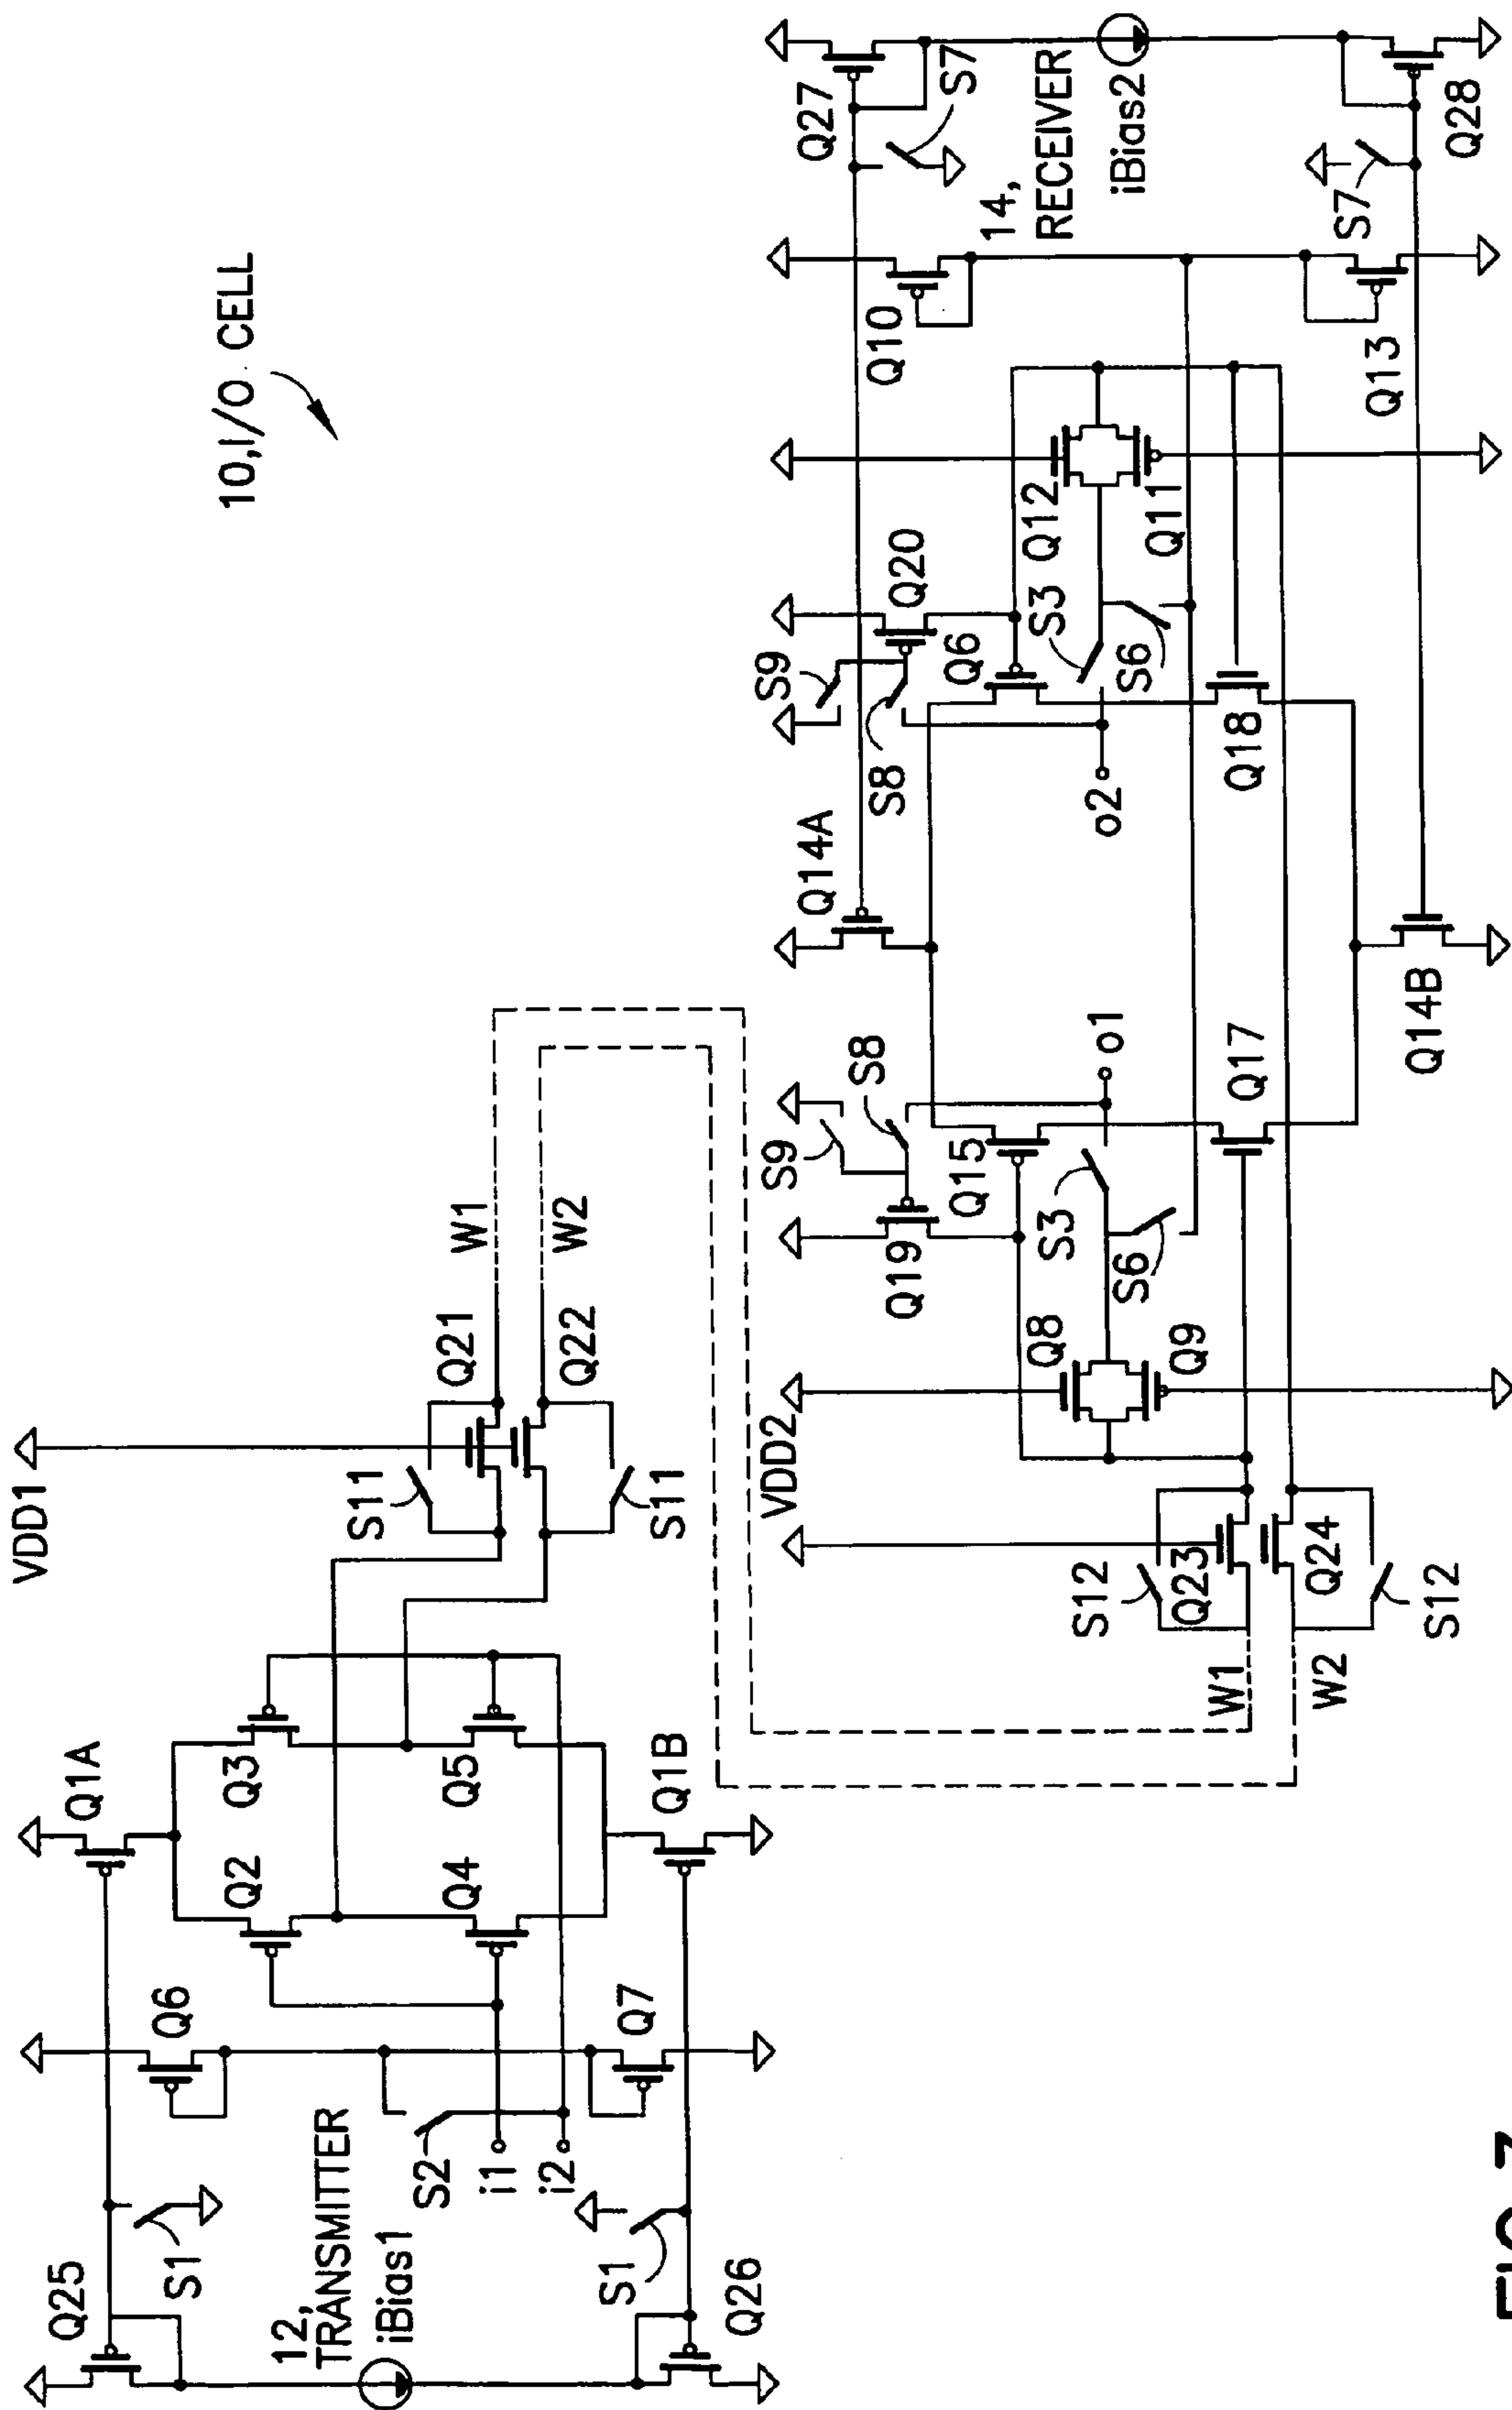 10, I/O CELL
VDD1
Q25
S1
Q6
Q1A
Q2
Q3
12,
TRANSMITTER
iBias1
S2
i1
i2
S1
Q26
Q4
Q5
Q7
Q1B
S11
Q21
W1
W2
Q22
S11
VDD2
Q8
Q9
Q19
S9
S8
Q15
S3
S6
o1
Q17
S12
Q23
Q24
S12
W1
W2
Q14A
Q14B
S9
S8
Q20
Q6
S3
S6
o2
Q18
Q12
Q11
Q10
Q13
Q27
S7
14,
RECEIVER
iBias2
S7
Q28